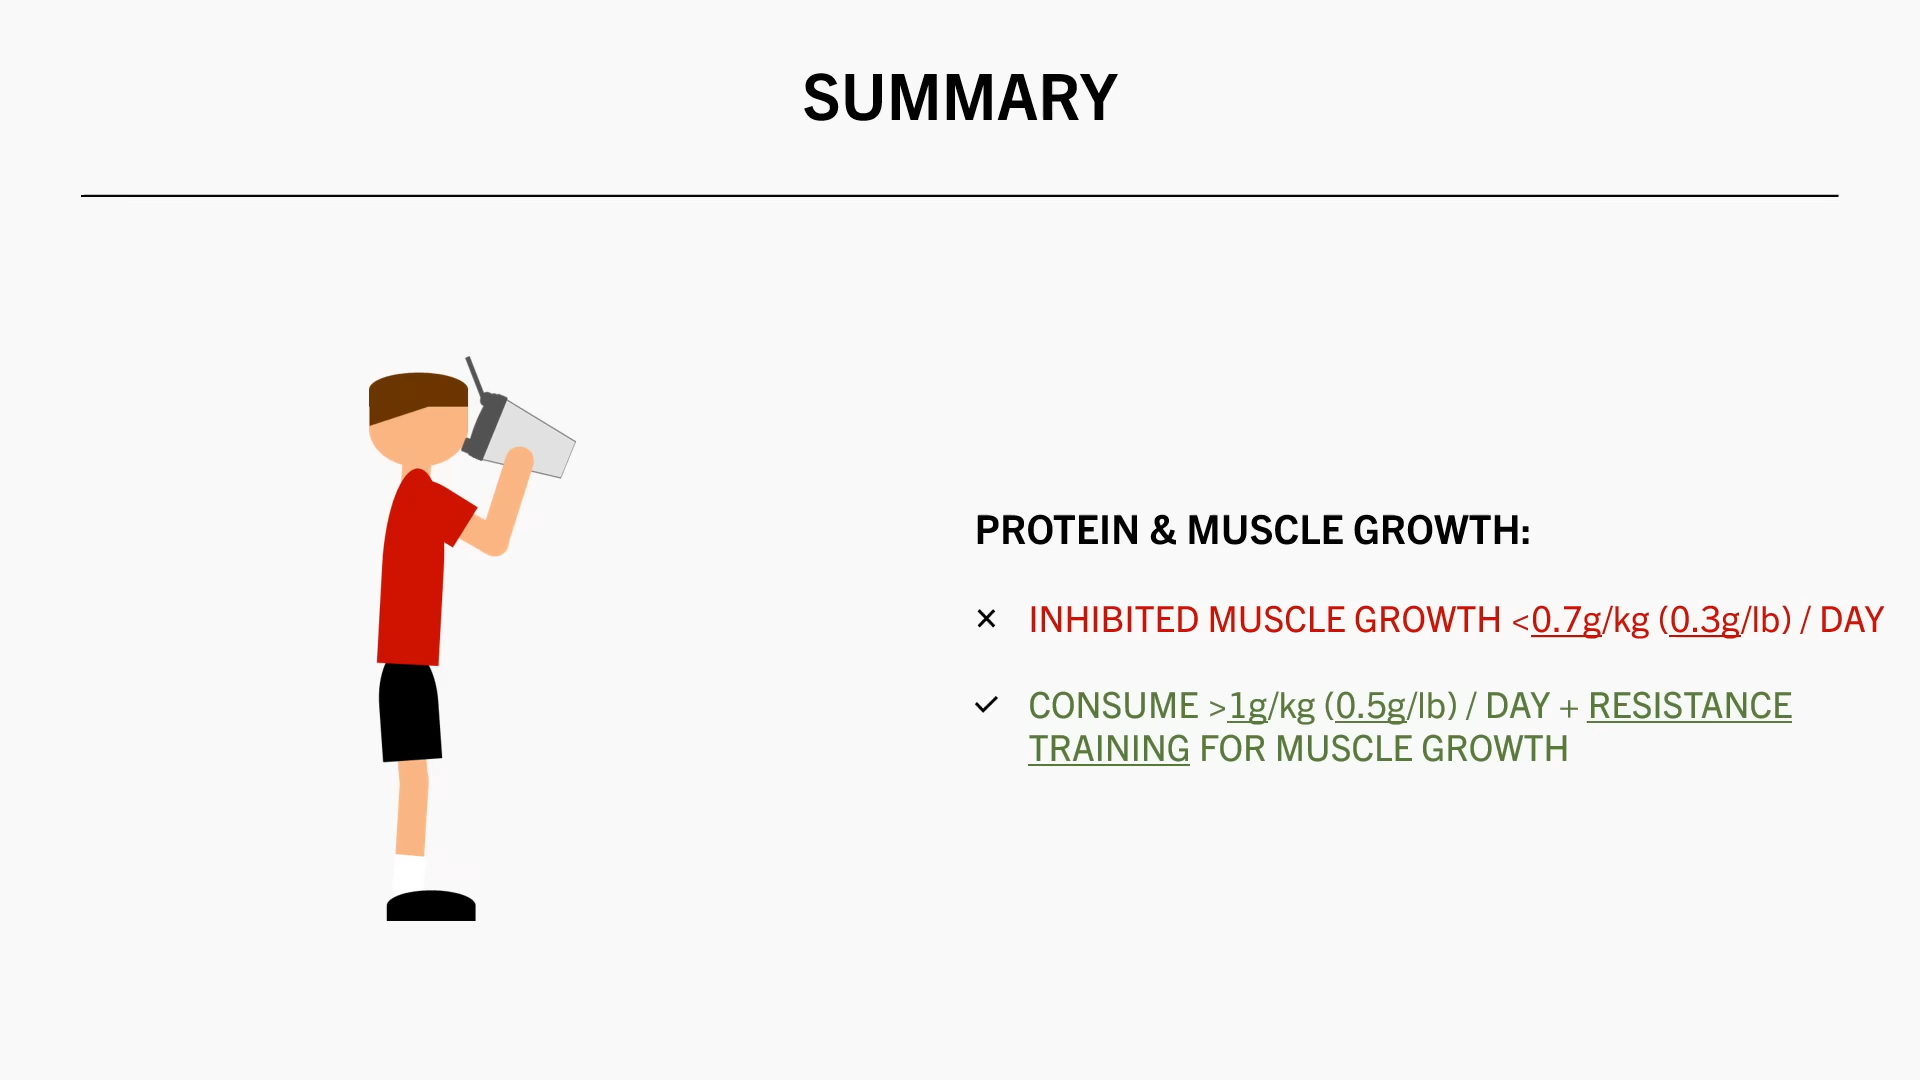 SUMMARY
PROTEIN & MUSCLE GROWTH:
✕ INHIBITED MUSCLE GROWTH <0.7g/kg (0.3g/lb) / DAY
✓ CONSUME >1g/kg (0.5g/lb) / DAY + RESISTANCE
TRAINING FOR MUSCLE GROWTH